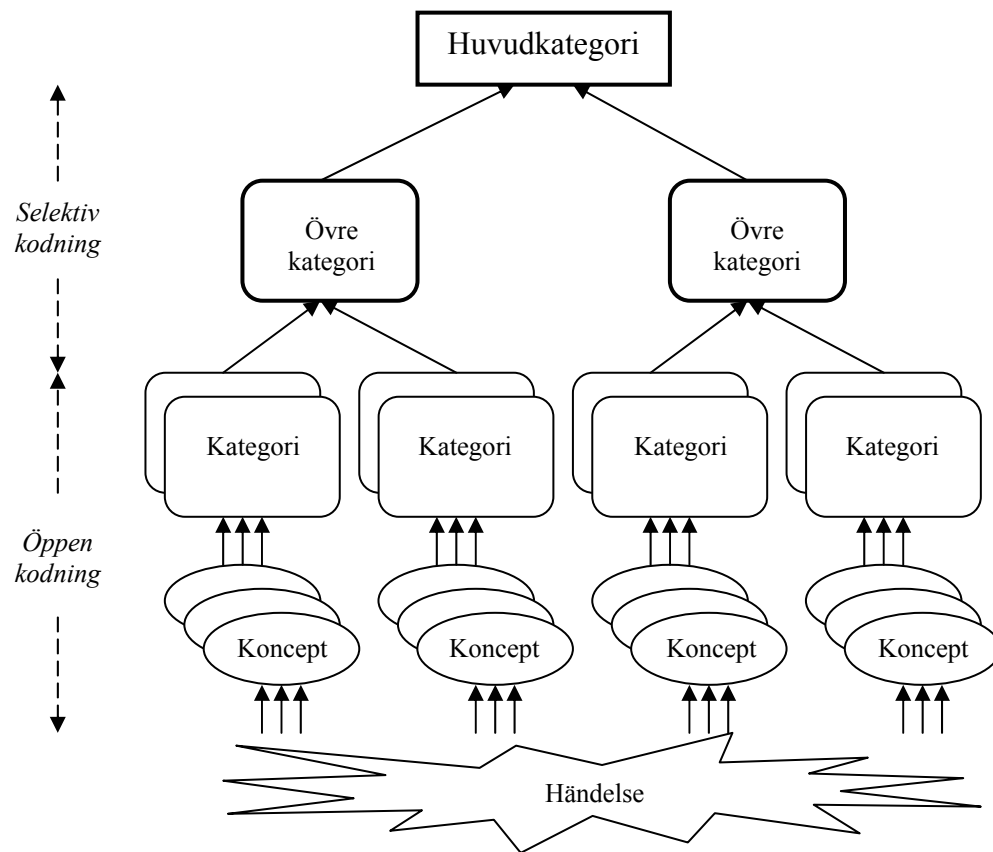 Huvudkategori
Selektiv
kodning
Övre
kategori
Övre
kategori
Kategori
Kategori
Kategori
Kategori
Öppen
kodning
Koncept
Koncept
Koncept
Koncept
Händelse